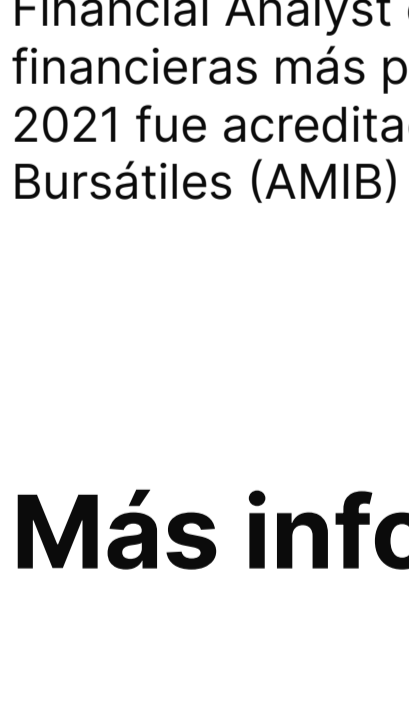 Financial Analyst
financieras más p
2021 fue acredita
Bursátiles (AMIB)
Más info